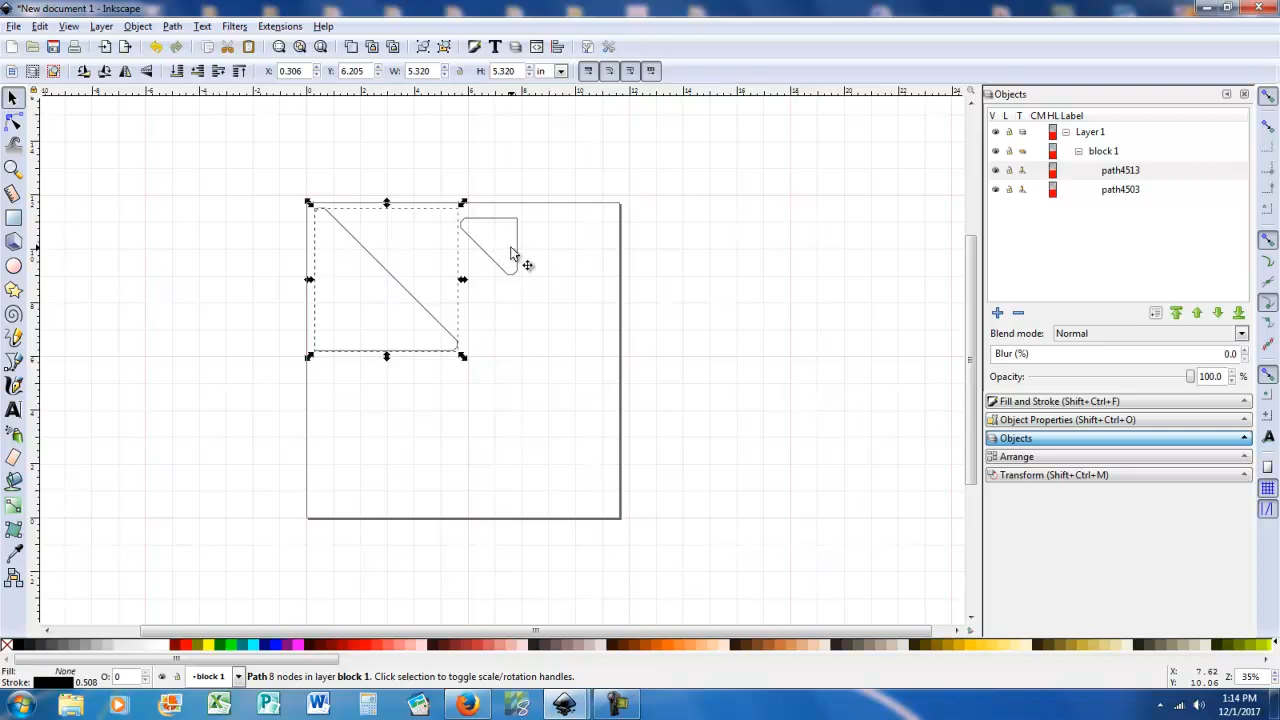 *New document 1 - Inkscape
File Edit View Layer Object Path Text Filters Extensions Help
X: 0.306 Y: 6.205 W: 5.320 H: 5.320 in
Objects
V L T CM HL Label
Layer 1
block 1
path4513
path4503
Blend mode: Normal
Blur (%) 0.0
Opacity: 100.0 %
Fill and Stroke (Shift+Ctrl+F)
Object Properties (Shift+Ctrl+O)
Objects
Arrange
Transform (Shift+Ctrl+M)
Fill: None
Stroke: 0.508
O: 0
•block 1
Path 8 nodes in layer block 1. Click selection to toggle scale/rotation handles.
X: 7.62
Y: 10.06
Z: 35%
1:14 PM
12/1/2017